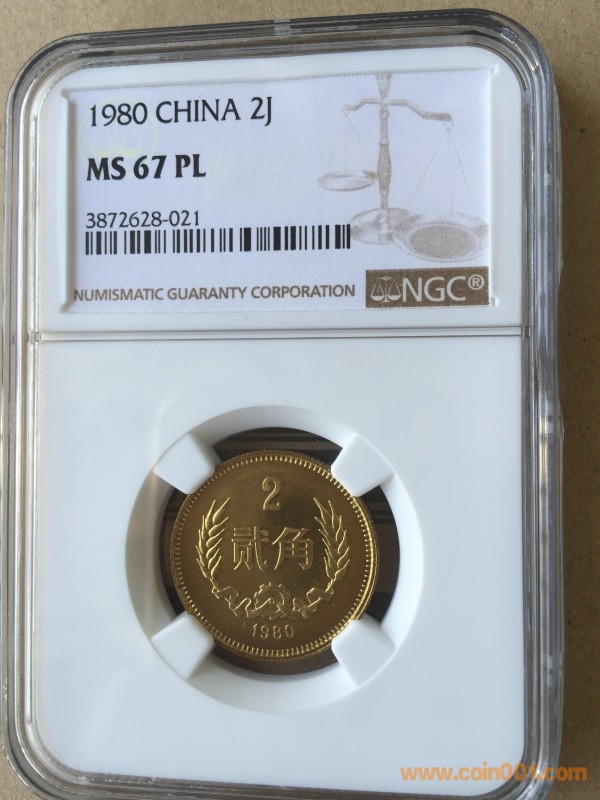 1980 CHINA 2J
MS 67 PL
3872628-021
NUMISMATIC GUARANTY CORPORATION
NGC®
2
贰角
1980
www.coin001.com